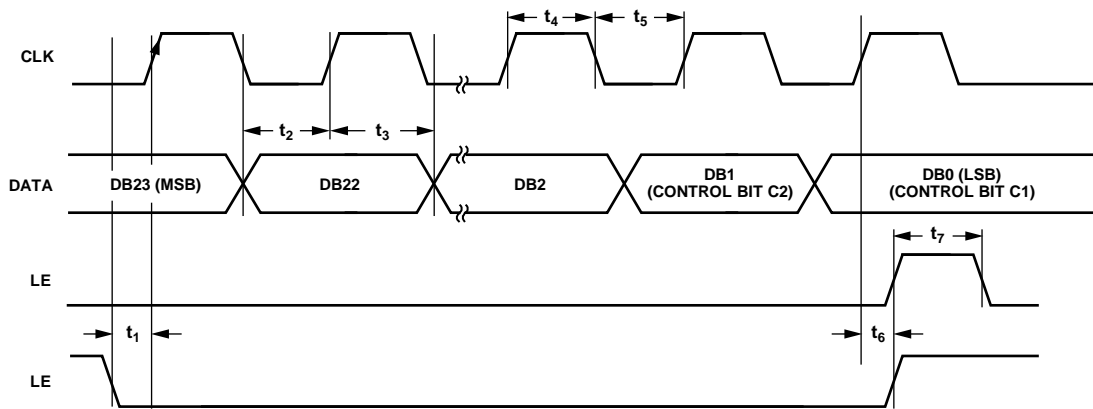 t4
t5
CLK
t2
t3
DATA
DB23 (MSB)
DB22
DB2
DB1
(CONTROL BIT C2)
DB0 (LSB)
(CONTROL BIT C1)
t7
LE
t1
t6
LE